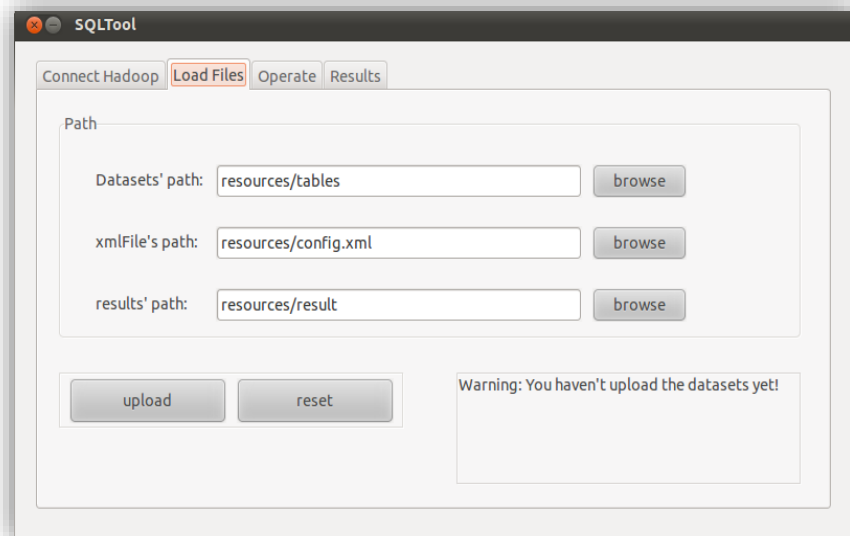 SQLTool
Connect Hadoop Load Files Operate Results
Path
Datasets' path: resources/tables browse
xmlFile's path: resources/config.xml browse
results' path: resources/result browse
upload reset
Warning: You haven't upload the datasets yet!